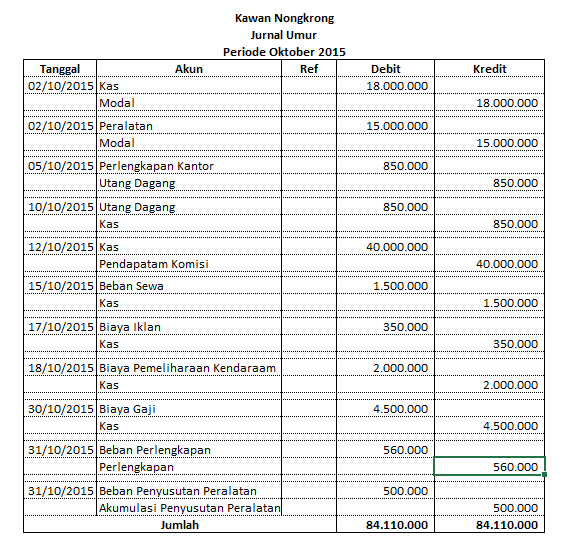 Kawan Nongkrong
Jurnal Umur
Periode Oktober 2015
Tanggal Akun Ref Debit Kredit
02/10/2015 Kas 18.000.000
Modal 18.000.000
02/10/2015 Peralatan 15.000.000
Modal 15.000.000
05/10/2015 Perlengkapan Kantor 850.000
Utang Dagang 850.000
10/10/2015 Utang Dagang 850.000
Kas 850.000
12/10/2015 Kas 40.000.000
Pendapatam Komisi 40.000.000
15/10/2015 Beban Sewa 1.500.000
Kas 1.500.000
17/10/2015 Biaya Iklan 350.000
Kas 350.000
18/10/2015 Biaya Pemeliharaan Kendaraam 2.000.000
Kas 2.000.000
30/10/2015 Biaya Gaji 4.500.000
Kas 4.500.000
31/10/2015 Beban Perlengkapan 560.000
Perlengkapan 560.000
31/10/2015 Beban Penyusutan Peralatan 500.000
Akumulasi Penyusutan Peralatan 500.000
Jumlah 84.110.000 84.110.000